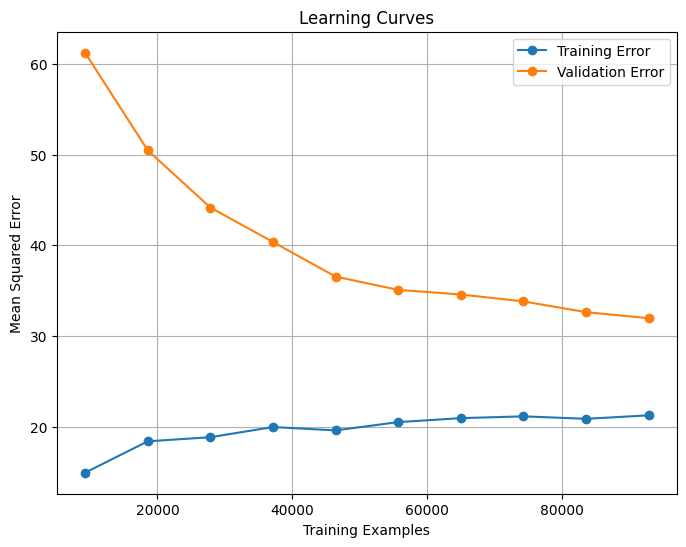 Learning Curves
Training Error
Validation Error
60
50
40
30
20
Mean Squared Error
20000 40000 60000 80000
Training Examples